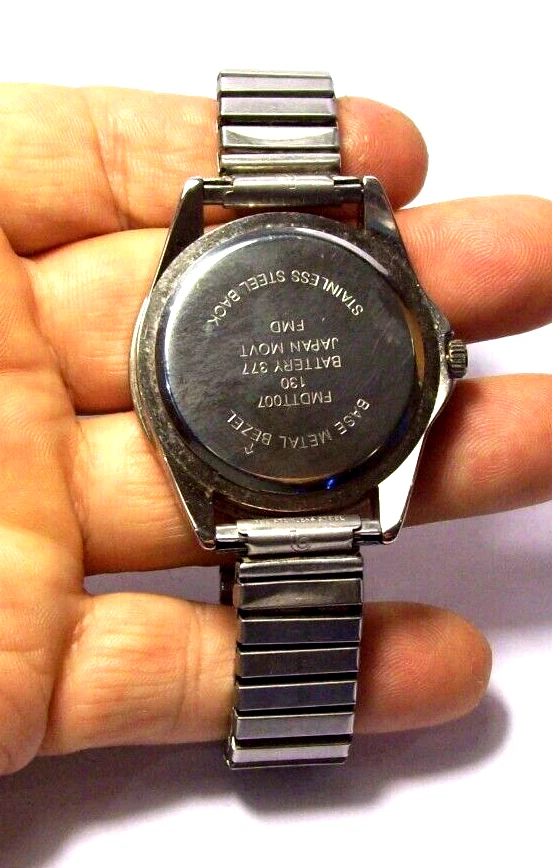 STAINLESS STEEL BACK
FMD
JAPAN MOVT
BATTERY 377
130
FMDTT007
BASE METAL BEZEL